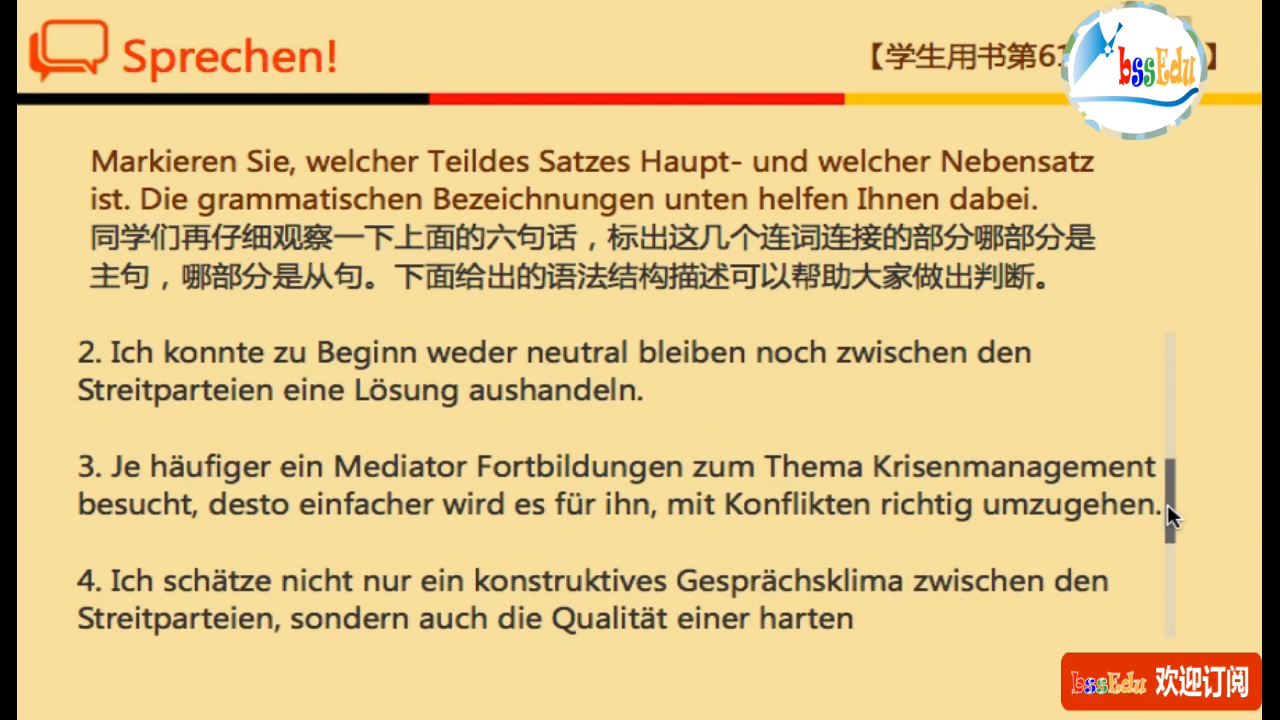 Sprechen!
【学生用书第61
】
bssEdu
Markieren Sie, welcher Teildes Satzes Haupt- und welcher Nebensatz
ist. Die grammatischen Bezeichnungen unten helfen Ihnen dabei.
同学们再仔细观察一下上面的六句话，标出这几个连词连接的部分哪部分是
主句，哪部分是从句。下面给出的语法结构描述可以帮助大家做出判断。
2. Ich konnte zu Beginn weder neutral bleiben noch zwischen den
Streitparteien eine Lösung aushandeln.
3. Je häufiger ein Mediator Fortbildungen zum Thema Krisenmanagement
besucht, desto einfacher wird es für ihn, mit Konflikten richtig umzugehen.
4. Ich schätze nicht nur ein konstruktives Gesprächsklima zwischen den
Streitparteien, sondern auch die Qualität einer harten
bssEdu 欢迎订阅